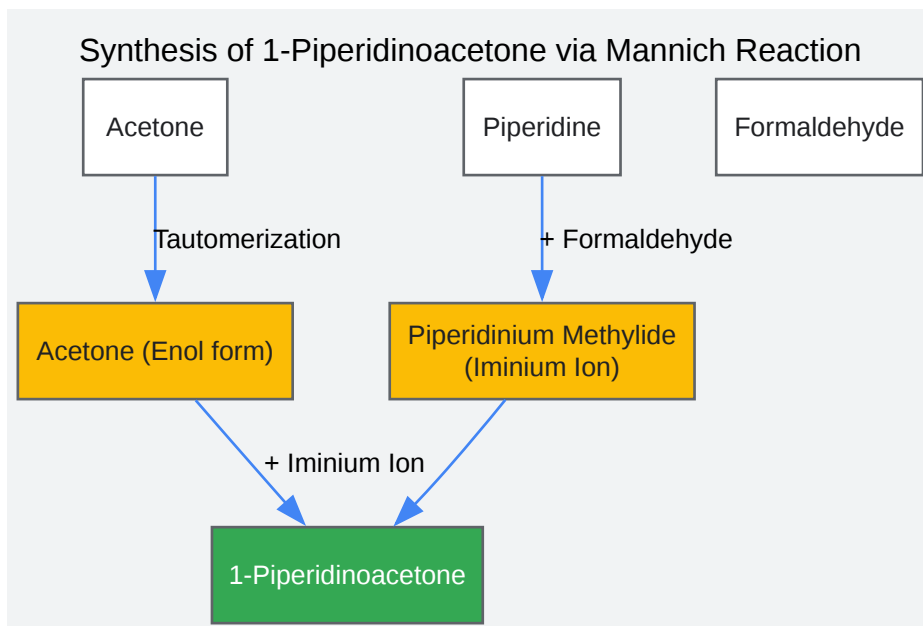 Synthesis of 1-Piperidinoacetone via Mannich Reaction
Acetone
Piperidine
Formaldehyde
Tautomerization
+ Formaldehyde
Acetone (Enol form)
Piperidinium Methylide
(Iminium Ion)
+ Iminium Ion
1-Piperidinoacetone